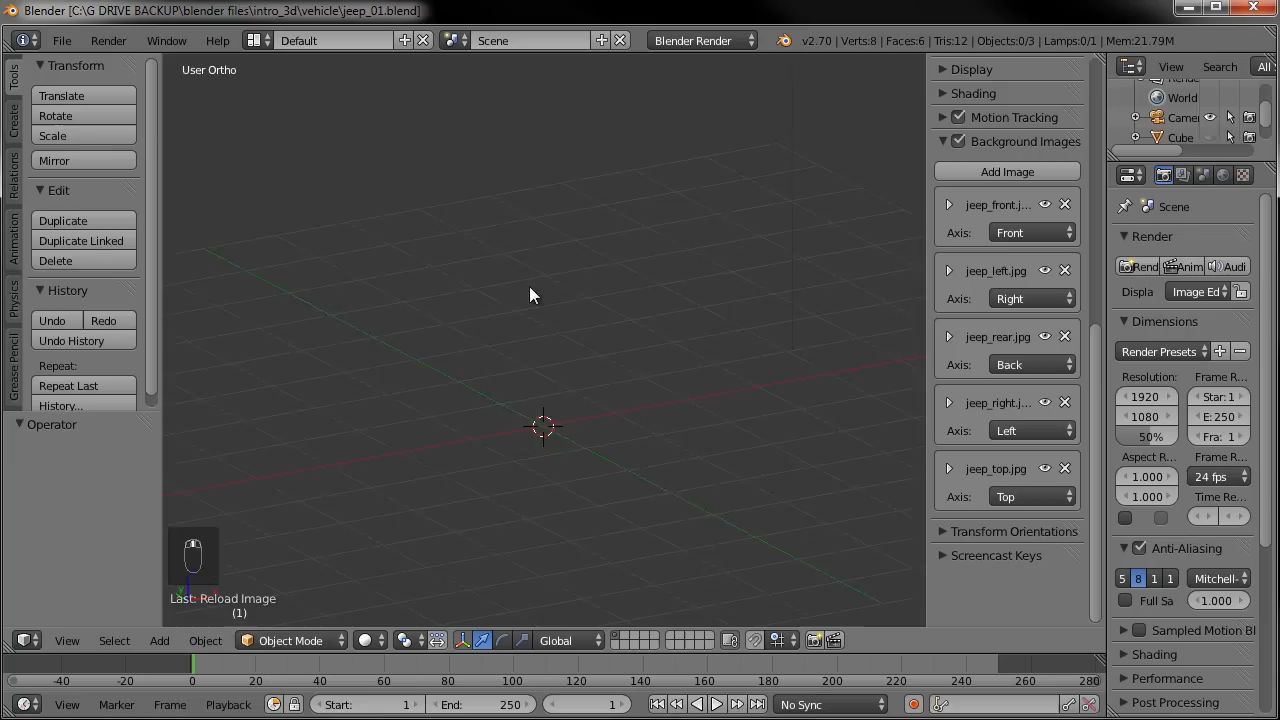 Blender [C:\G DRIVE BACKUP\blender files\intro_3d\vehicle\jeep_01.blend]
File Render Window Help Default Scene Blender Render v2.70 | Verts:8 | Faces:6 | Tris:12 | Objects:0/3 | Lamps:0/1 | Mem:21.79M
Tools
Create
Relations
Animation
Physics
Grease Pencil
Transform
Translate
Rotate
Scale
Mirror
Edit
Duplicate
Duplicate Linked
Delete
History
Undo Redo
Undo History
Repeat:
Repeat Last
History...
Operator
User Ortho
Last: Reload Image
(1)
Display
Shading
Motion Tracking
Background Images
Add Image
jeep_front.j...
Axis: Front
jeep_left.jpg
Axis: Right
jeep_rear.jpg
Axis: Back
jeep_right.j...
Axis: Left
jeep_top.jpg
Axis: Top
Transform Orientations
Screencast Keys
View Search All
World
Camer
Cube
Scene
Render
Rend Anim Audi
Displa Image Ed
Dimensions
Render Presets
Resolution: Frame R...
1920 Star: 1
1080 E: 250
50% Fra: 1
Aspect R... Frame R...
1.000 24 fps
1.000 Time Re...
Anti-Aliasing
5 8 1 1 Mitchell-
Full Sa 1.000
Sampled Motion Bl
Shading
Performance
Post Processing
View Select Add Object Object Mode Global
-40 -20 0 20 40 60 80 100 120 140 160 180 200 220 240 260 280
View Marker Frame Playback Start: 1 End: 250 1 No Sync